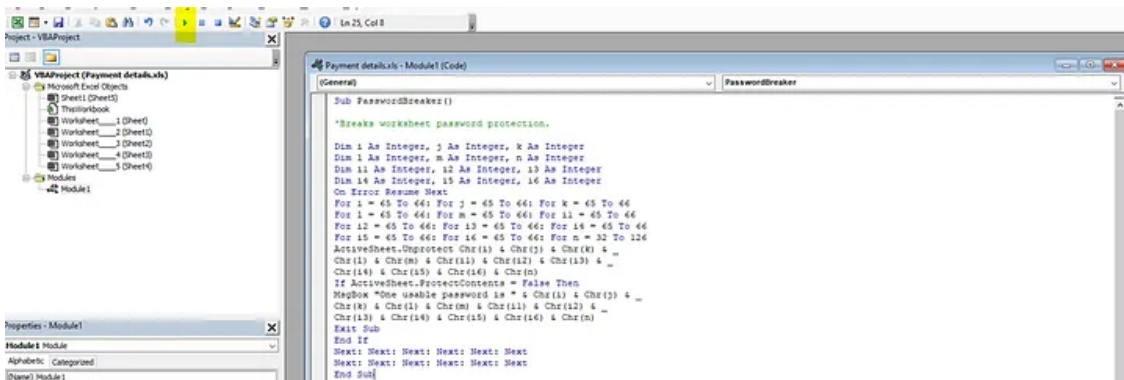 Ln 25, Col 8
Project - VBAProject
VBAProject (Payment details.xls)
Microsoft Excel Objects
Sheet1 (Sheet5)
ThisWorkbook
Worksheet____1 (Sheet)
Worksheet____2 (Sheet1)
Worksheet____3 (Sheet2)
Worksheet____4 (Sheet3)
Worksheet____5 (Sheet4)
Modules
Module1
Properties - Module1
Module1 Module
Alphabetic Categorized
(Name) Module1
Payment details.xls - Module1 (Code)
(General) PasswordBreaker
Sub PasswordBreaker()
'Breaks worksheet password protection.
Dim i As Integer, j As Integer, k As Integer
Dim l As Integer, m As Integer, n As Integer
Dim i1 As Integer, i2 As Integer, i3 As Integer
Dim i4 As Integer, i5 As Integer, i6 As Integer
On Error Resume Next
For i = 65 To 66: For j = 65 To 66: For k = 65 To 66
For l = 65 To 66: For m = 65 To 66: For i1 = 65 To 66
For i2 = 65 To 66: For i3 = 65 To 66: For i4 = 65 To 66
For i5 = 65 To 66: For i6 = 65 To 66: For n = 32 To 126
ActiveSheet.Unprotect Chr(i) & Chr(j) & Chr(k) & _
Chr(l) & Chr(m) & Chr(i1) & Chr(i2) & Chr(i3) & _
Chr(i4) & Chr(i5) & Chr(i6) & Chr(n)
If ActiveSheet.ProtectContents = False Then
MsgBox "One usable password is " & Chr(i) & Chr(j) & _
Chr(k) & Chr(l) & Chr(m) & Chr(i1) & Chr(i2) & _
Chr(i3) & Chr(i4) & Chr(i5) & Chr(i6) & Chr(n)
Exit Sub
End If
Next: Next: Next: Next: Next: Next
Next: Next: Next: Next: Next: Next
End Sub